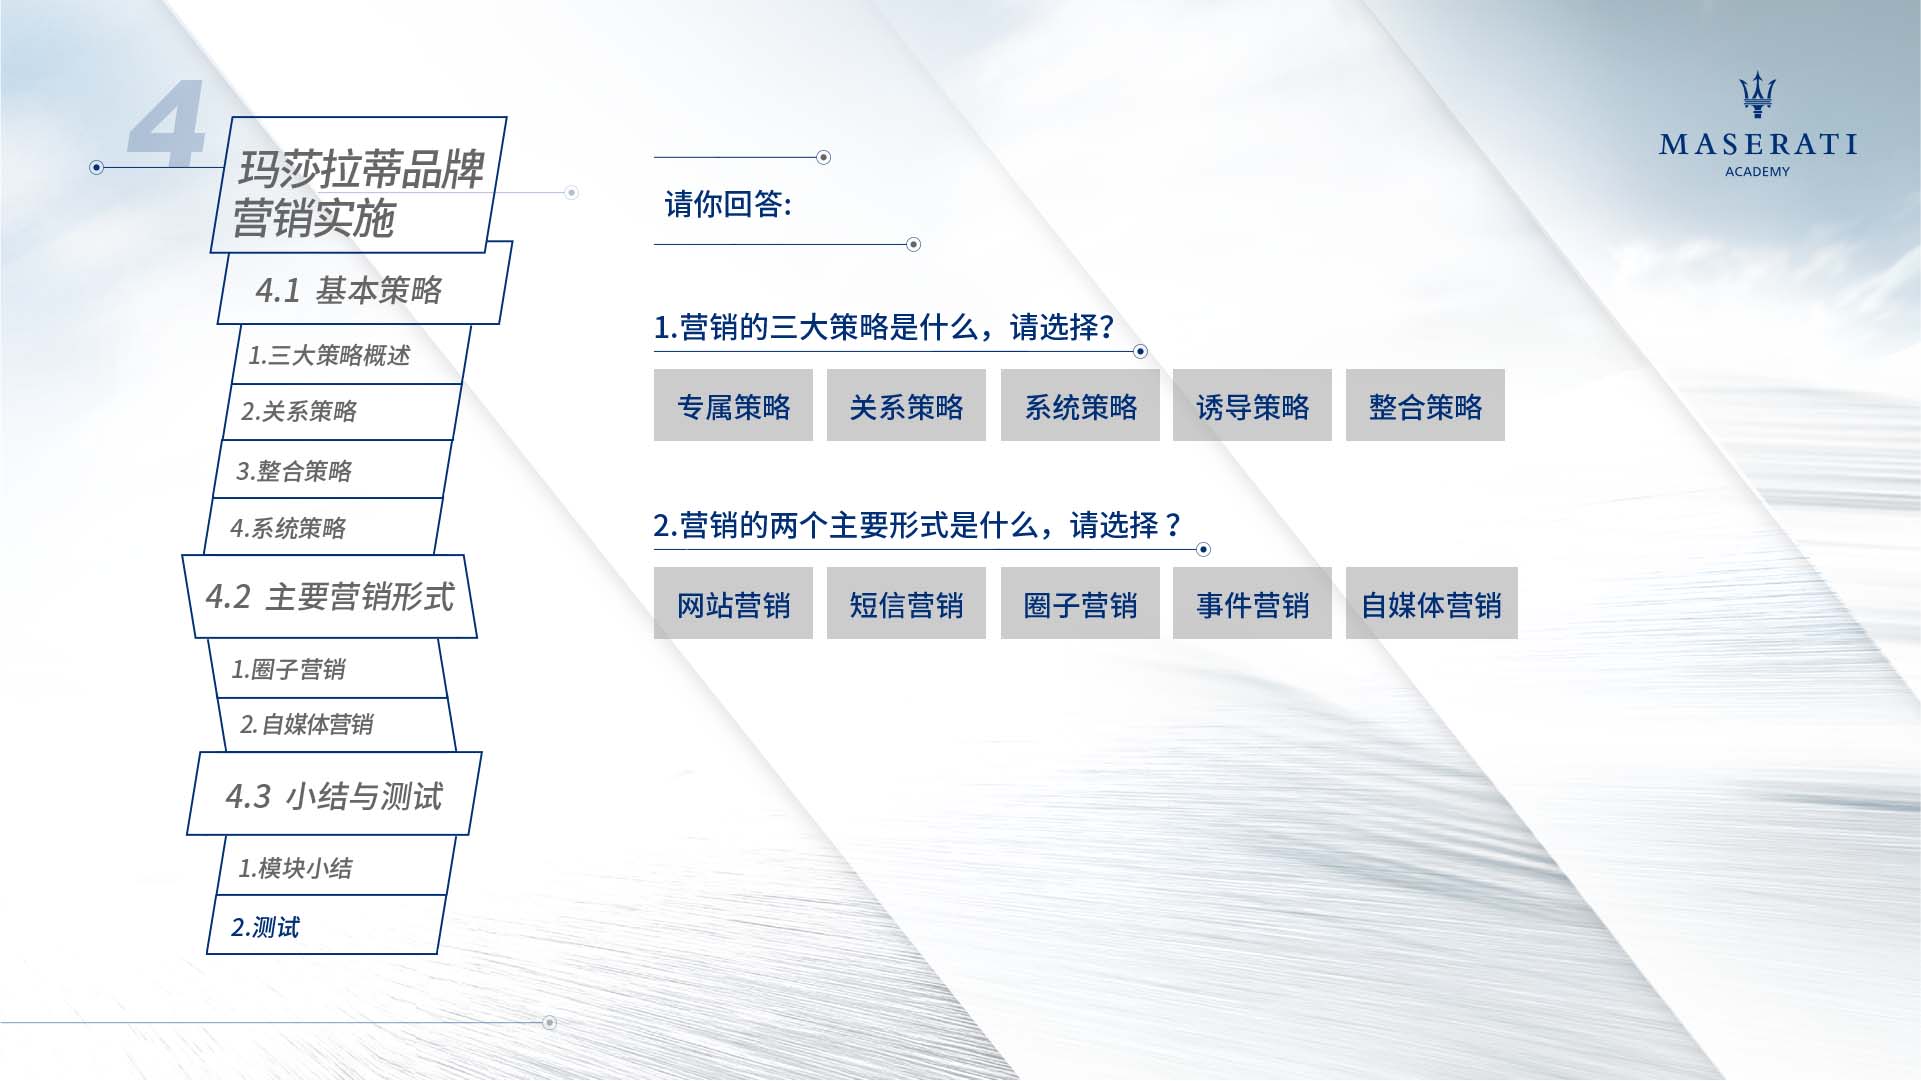 4
玛莎拉蒂品牌
营销实施
4.1 基本策略
1.三大策略概述
2.关系策略
3.整合策略
4.系统策略
4.2 主要营销形式
1.圈子营销
2.自媒体营销
4.3 小结与测试
1.模块小结
2.测试
请你回答:
1.营销的三大策略是什么，请选择？
专属策略
关系策略
系统策略
诱导策略
整合策略
2.营销的两个主要形式是什么，请选择？
网站营销
短信营销
圈子营销
事件营销
自媒体营销
MASERATI
ACADEMY